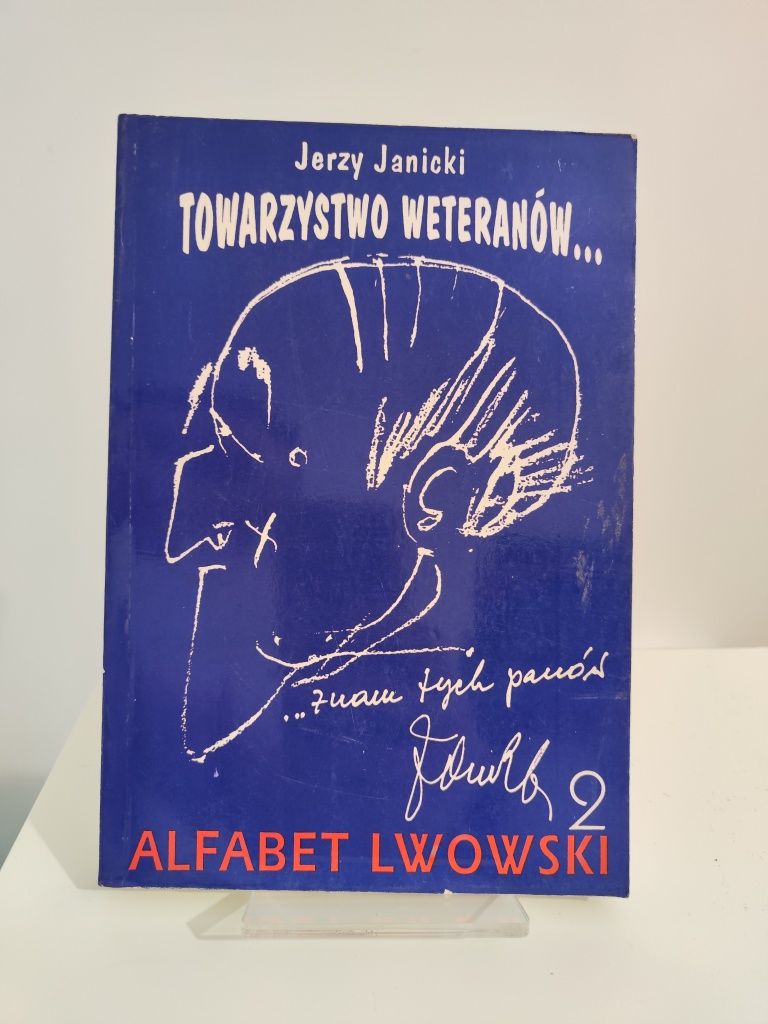 Jerzy Janicki
TOWARZYSTWO WETERANÓW...
...znam tych panów
2
ALFABET LWOWSKI